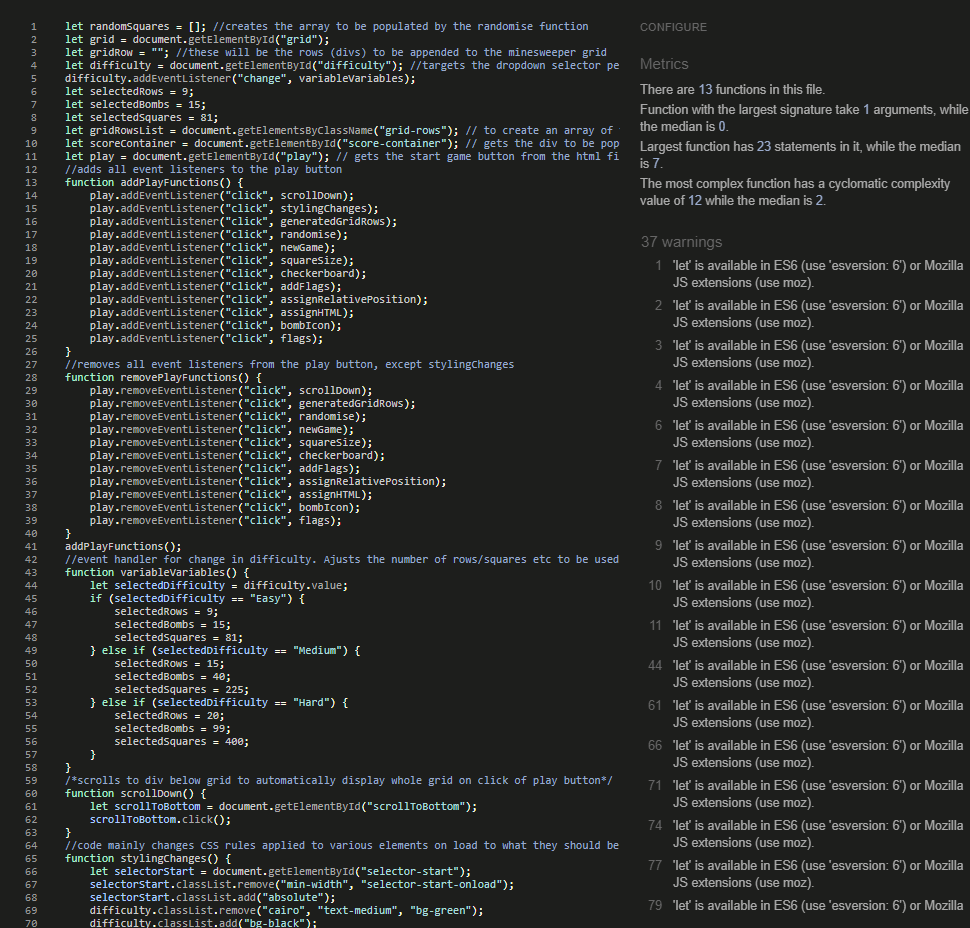 1 let randomSquares = []; //creates the array to be populated by the randomise function
2 let grid = document.getElementById("grid");
3 let gridRow = ""; //these will be the rows (divs) to be appended to the minesweeper grid
4 let difficulty = document.getElementById("difficulty"); //targets the dropdown selector pe
5 difficulty.addEventListener("change", variableVariables);
6 let selectedRows = 9;
7 let selectedBombs = 15;
8 let selectedSquares = 81;
9 let gridRowsList = document.getElementsByClassName("grid-rows"); // to create an array of
10 let scoreContainer = document.getElementById("score-container"); // gets the div to be pop
11 let play = document.getElementById("play"); // gets the start game button from the html fi
12 //adds all event listeners to the play button
13 function addPlayFunctions() {
14 play.addEventListener("click", scrollDown);
15 play.addEventListener("click", stylingChanges);
16 play.addEventListener("click", generatedGridRows);
17 play.addEventListener("click", randomise);
18 play.addEventListener("click", newGame);
19 play.addEventListener("click", squareSize);
20 play.addEventListener("click", checkerboard);
21 play.addEventListener("click", addFlags);
22 play.addEventListener("click", assignRelativePosition);
23 play.addEventListener("click", assignHTML);
24 play.addEventListener("click", bombIcon);
25 play.addEventListener("click", flags);
26 }
27 //removes all event listeners from the play button, except stylingChanges
28 function removePlayFunctions() {
29 play.removeEventListener("click", scrollDown);
30 play.removeEventListener("click", generatedGridRows);
31 play.removeEventListener("click", randomise);
32 play.removeEventListener("click", newGame);
33 play.removeEventListener("click", squareSize);
34 play.removeEventListener("click", checkerboard);
35 play.removeEventListener("click", addFlags);
36 play.removeEventListener("click", assignRelativePosition);
37 play.removeEventListener("click", assignHTML);
38 play.removeEventListener("click", bombIcon);
39 play.removeEventListener("click", flags);
40 }
41 addPlayFunctions();
42 //event handler for change in difficulty. Ajusts the number of rows/squares etc to be used
43 function variableVariables() {
44 let selectedDifficulty = difficulty.value;
45 if (selectedDifficulty == "Easy") {
46 selectedRows = 9;
47 selectedBombs = 15;
48 selectedSquares = 81;
49 } else if (selectedDifficulty == "Medium") {
50 selectedRows = 15;
51 selectedBombs = 40;
52 selectedSquares = 225;
53 } else if (selectedDifficulty == "Hard") {
54 selectedRows = 20;
55 selectedBombs = 99;
56 selectedSquares = 400;
57 }
58 }
59 /*scrolls to div below grid to automatically display whole grid on click of play button*/
60 function scrollDown() {
61 let scrollToBottom = document.getElementById("scrollToBottom");
62 scrollToBottom.click();
63 }
64 //code mainly changes CSS rules applied to various elements on load to what they should be
65 function stylingChanges() {
66 let selectorStart = document.getElementById("selector-start");
67 selectorStart.classList.remove("min-width", "selector-start-onload");
68 selectorStart.classList.add("absolute");
69 difficulty.classList.remove("cairo", "text-medium", "bg-green");
70 difficulty.classList.add("bg-black");
CONFIGURE
Metrics
There are 13 functions in this file.
Function with the largest signature take 1 arguments, while
the median is 0.
Largest function has 23 statements in it, while the median
is 7.
The most complex function has a cyclomatic complexity
value of 12 while the median is 2.
37 warnings
1 'let' is available in ES6 (use 'esversion: 6') or Mozilla
JS extensions (use moz).
2 'let' is available in ES6 (use 'esversion: 6') or Mozilla
JS extensions (use moz).
3 'let' is available in ES6 (use 'esversion: 6') or Mozilla
JS extensions (use moz).
4 'let' is available in ES6 (use 'esversion: 6') or Mozilla
JS extensions (use moz).
6 'let' is available in ES6 (use 'esversion: 6') or Mozilla
JS extensions (use moz).
7 'let' is available in ES6 (use 'esversion: 6') or Mozilla
JS extensions (use moz).
8 'let' is available in ES6 (use 'esversion: 6') or Mozilla
JS extensions (use moz).
9 'let' is available in ES6 (use 'esversion: 6') or Mozilla
JS extensions (use moz).
10 'let' is available in ES6 (use 'esversion: 6') or Mozilla
JS extensions (use moz).
11 'let' is available in ES6 (use 'esversion: 6') or Mozilla
JS extensions (use moz).
44 'let' is available in ES6 (use 'esversion: 6') or Mozilla
JS extensions (use moz).
61 'let' is available in ES6 (use 'esversion: 6') or Mozilla
JS extensions (use moz).
66 'let' is available in ES6 (use 'esversion: 6') or Mozilla
JS extensions (use moz).
71 'let' is available in ES6 (use 'esversion: 6') or Mozilla
JS extensions (use moz).
74 'let' is available in ES6 (use 'esversion: 6') or Mozilla
JS extensions (use moz).
77 'let' is available in ES6 (use 'esversion: 6') or Mozilla
JS extensions (use moz).
79 'let' is available in ES6 (use 'esversion: 6') or Mozilla